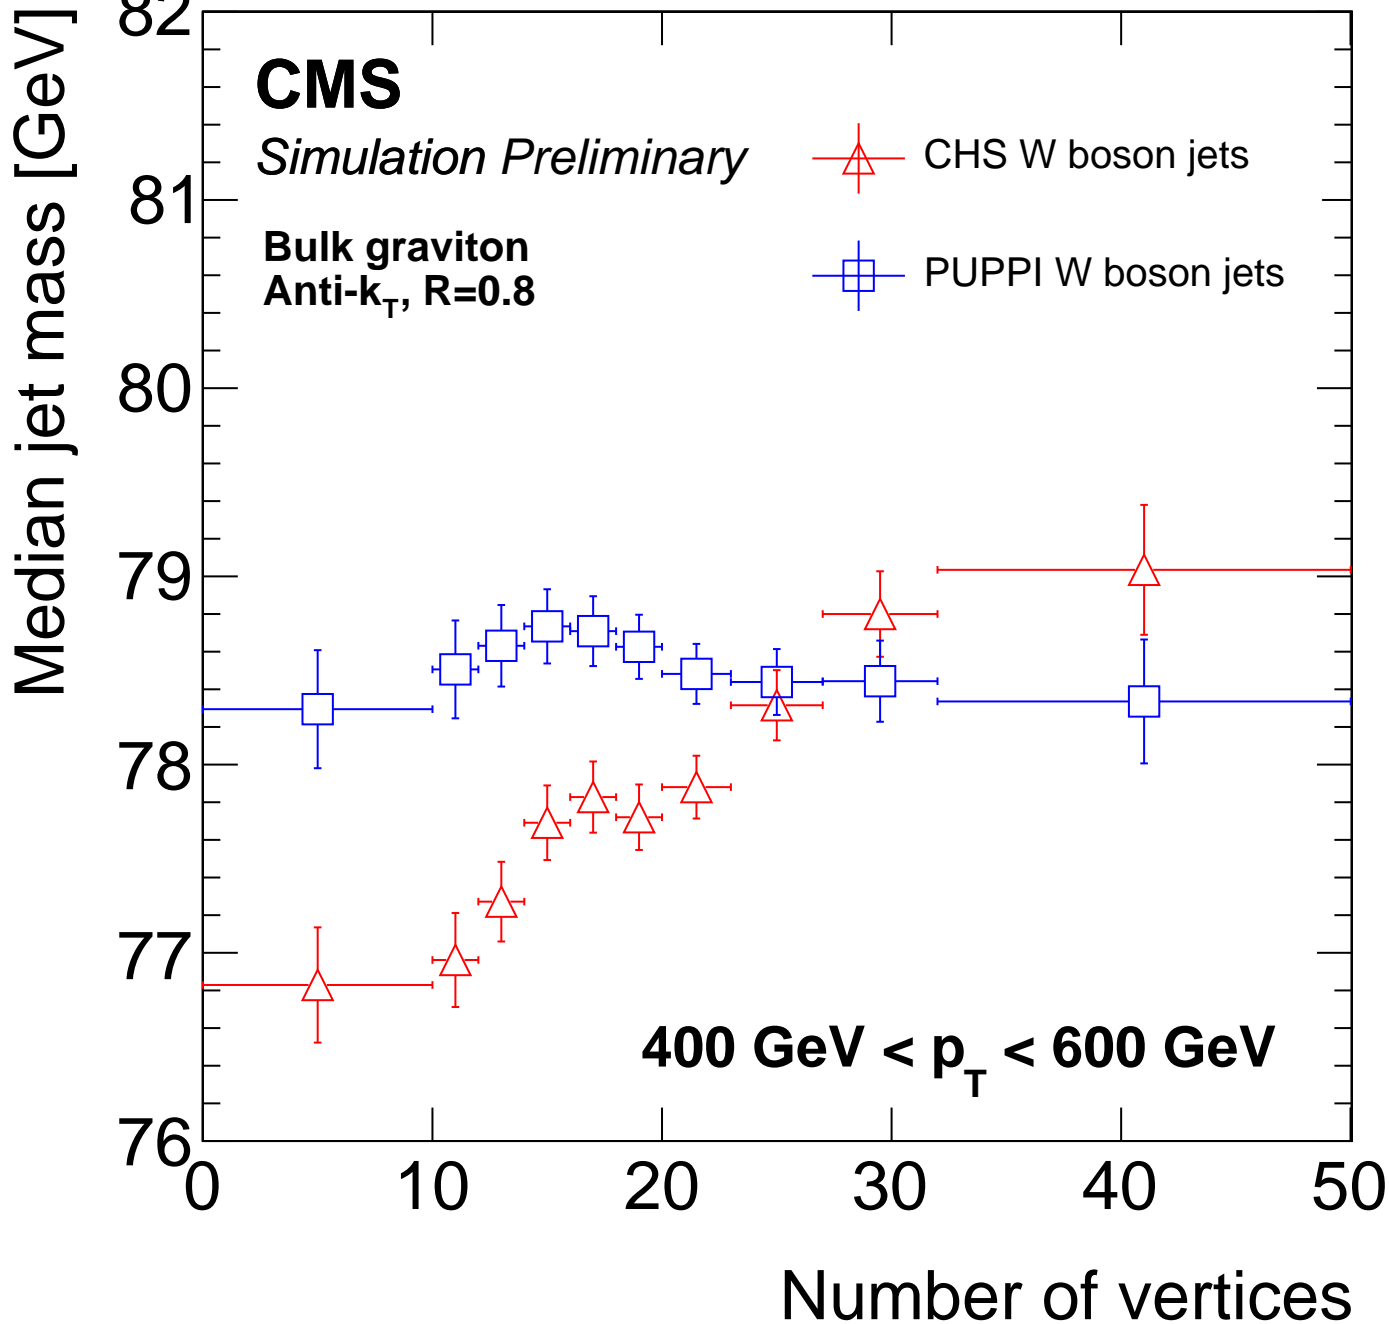 Median jet mass [GeV]
82
81
80
79
78
77
76
CMS
Simulation Preliminary
Bulk graviton
Anti-kT, R=0.8
CHS W boson jets
PUPPI W boson jets
400 GeV < pT < 600 GeV
0 10 20 30 40 50
Number of vertices